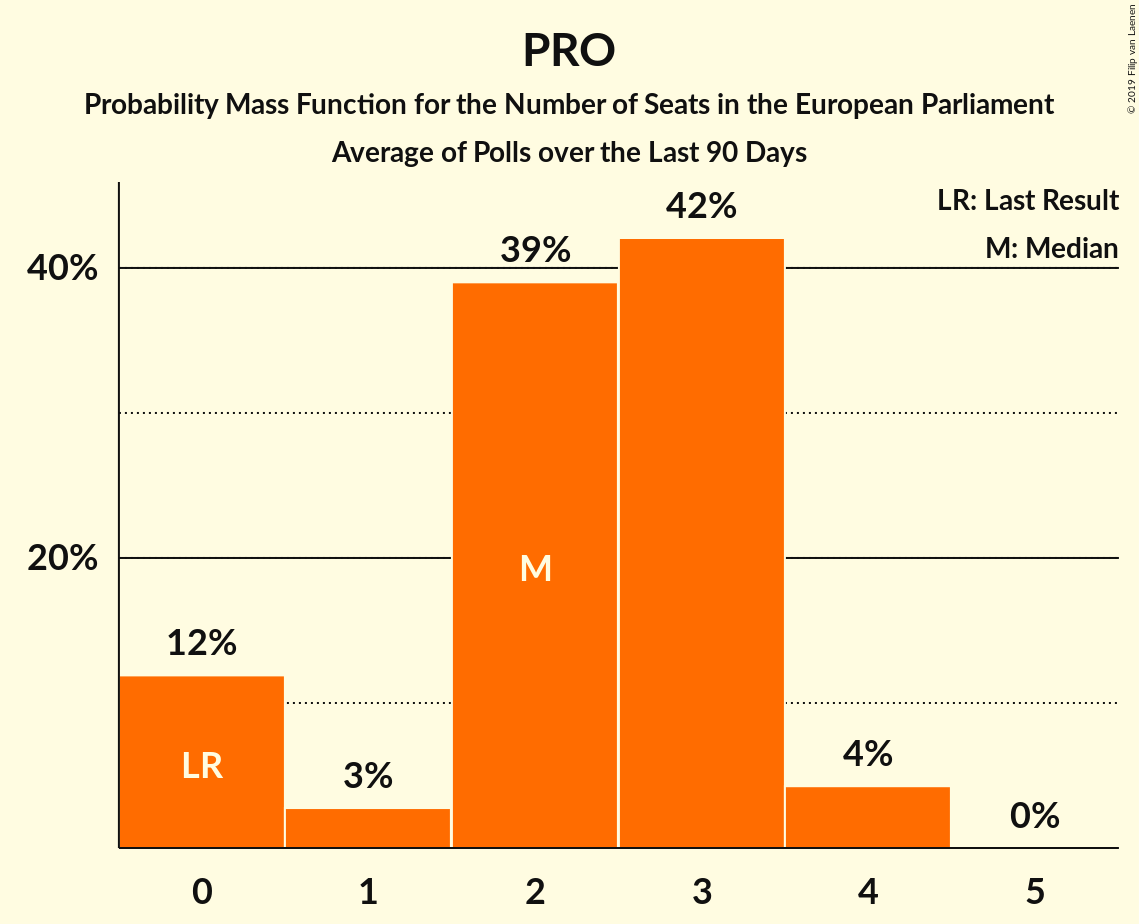 PRO
Probability Mass Function for the Number of Seats in the European Parliament
Average of Polls over the Last 90 Days
© 2019 Filip van Laenen
LR: Last Result
M: Median
40%
20%
12%
3%
39%
42%
4%
0%
LR
M
0 1 2 3 4 5